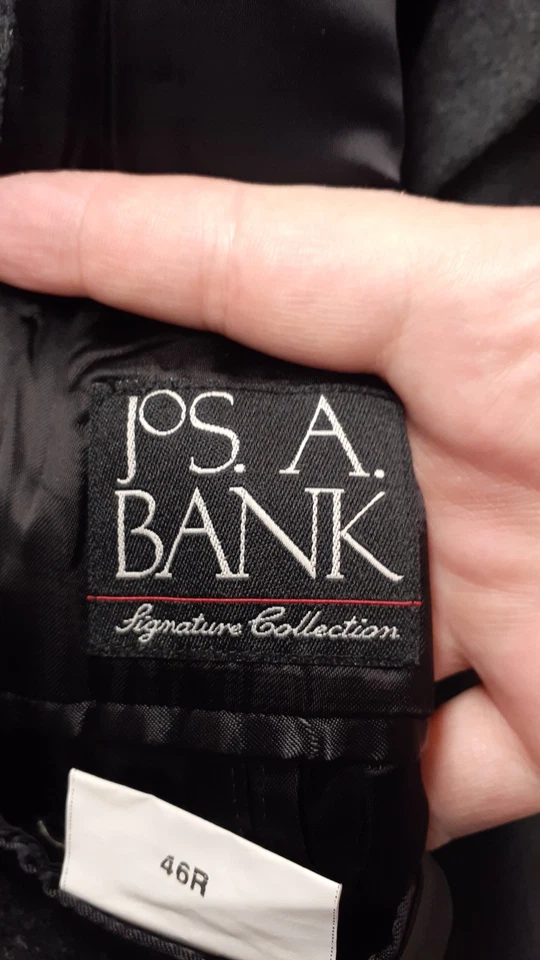 JoS. A.
BANK
Signature Collection
46R